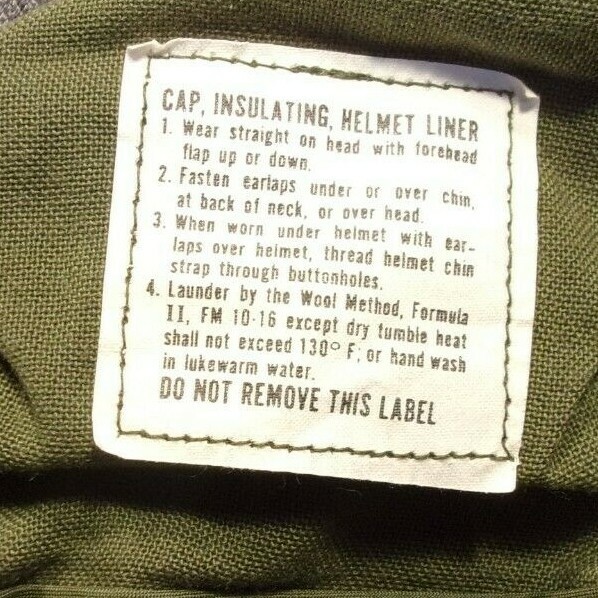 CAP, INSULATING, HELMET LINER
1. Wear straight on head with forehead
flap up or down.
2. Fasten earlaps under or over chin,
at back of neck, or over head.
3. When worn under helmet with ear-
laps over helmet, thread helmet chin
strap through buttonholes.
4. Launder by the Wool Method, Formula
II, FM 10-16 except dry tumble heat
shall not exceed 130° F; or hand wash
in lukewarm water.
DO NOT REMOVE THIS LABEL